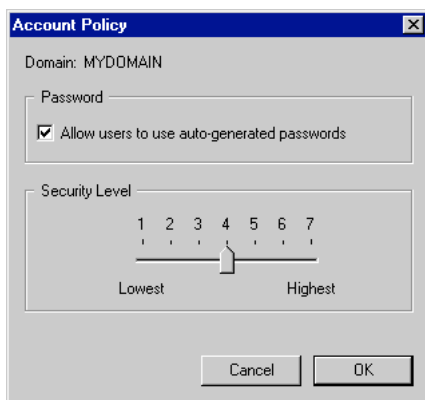 Account Policy
Domain: MYDOMAIN
Password
Allow users to use auto-generated passwords
Security Level
1 2 3 4 5 6 7
Lowest Highest
Cancel OK